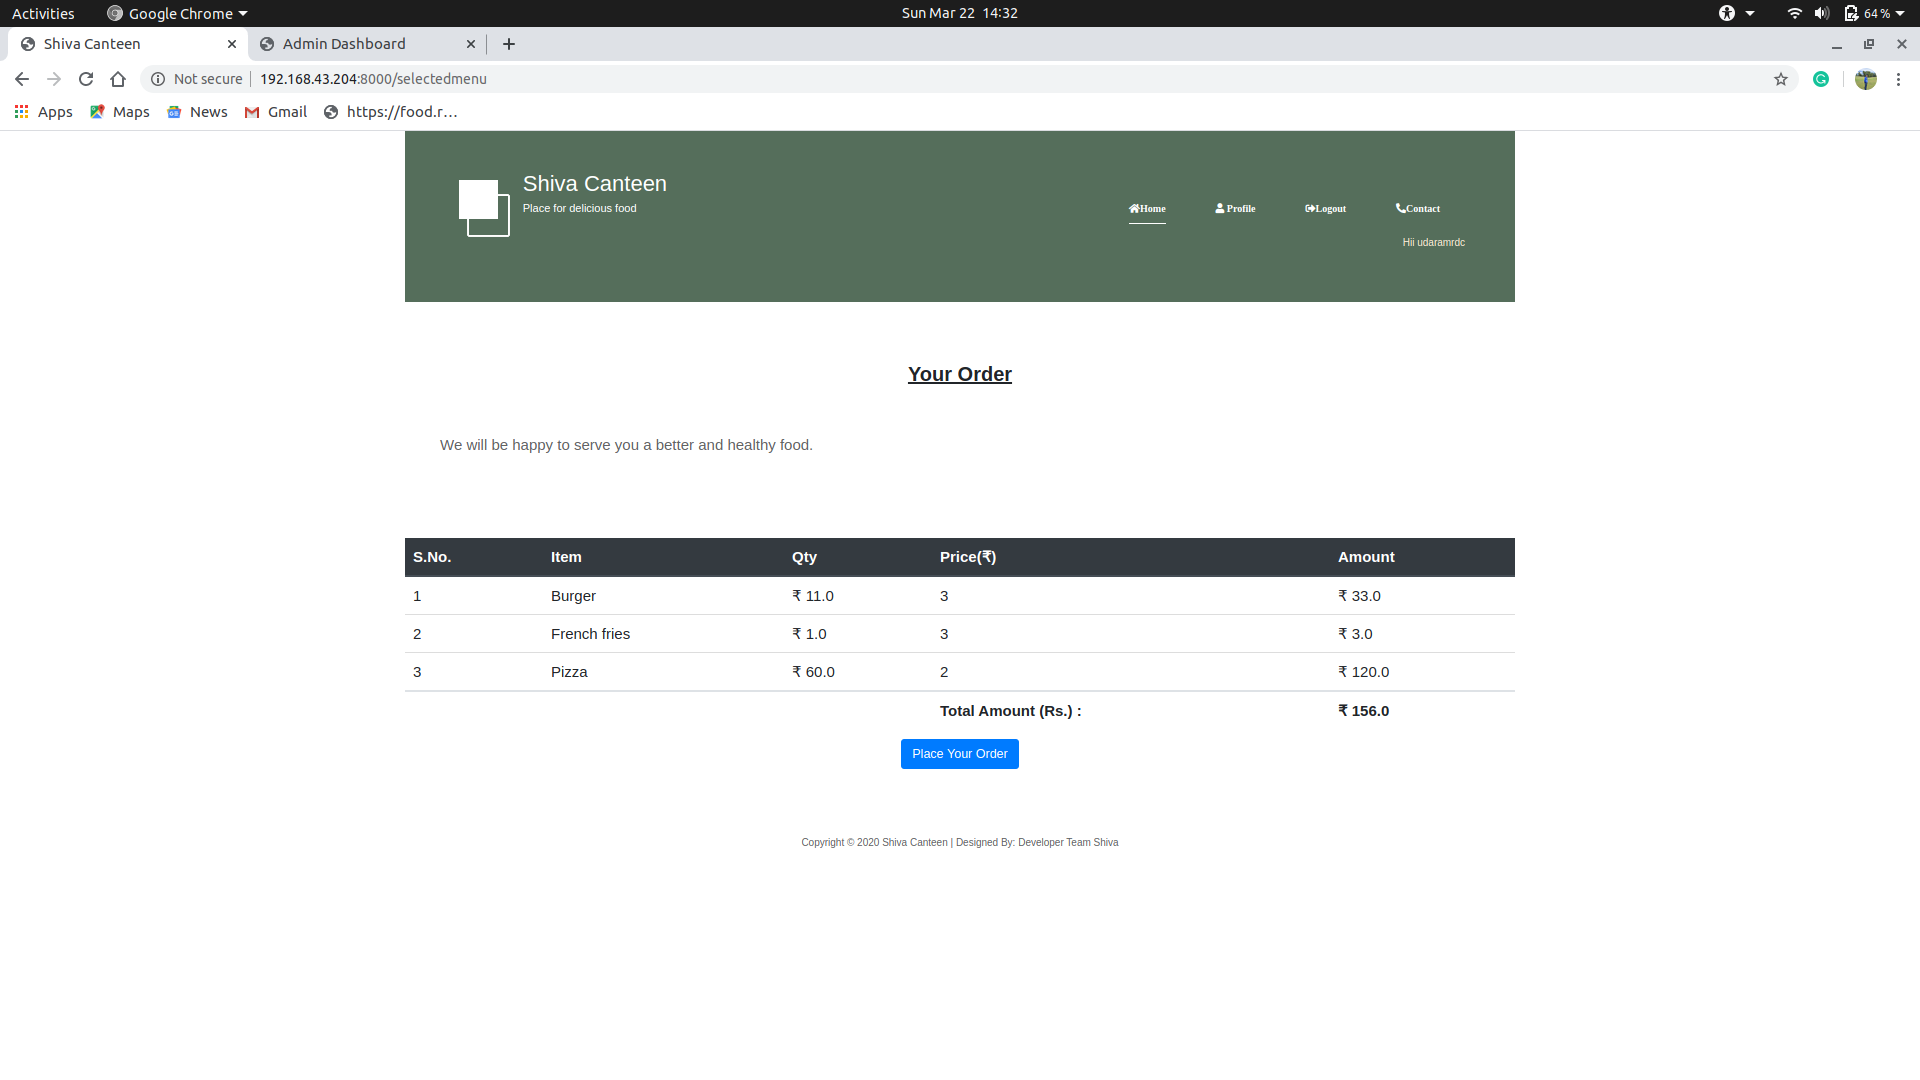 Activities Google Chrome Sun Mar 22 14:32 64 %
Shiva Canteen Admin Dashboard
Not secure 192.168.43.204:8000/selectedmenu
Apps Maps News Gmail https://food.r…
Shiva Canteen
Place for delicious food
Home Profile Logout Contact
Hii udaramrdc
Your Order
We will be happy to serve you a better and healthy food.
S.No. Item Qty Price(₹) Amount
1 Burger ₹ 11.0 3 ₹ 33.0
2 French fries ₹ 1.0 3 ₹ 3.0
3 Pizza ₹ 60.0 2 ₹ 120.0
Total Amount (Rs.) : ₹ 156.0
Place Your Order
Copyright © 2020 Shiva Canteen | Designed By: Developer Team Shiva